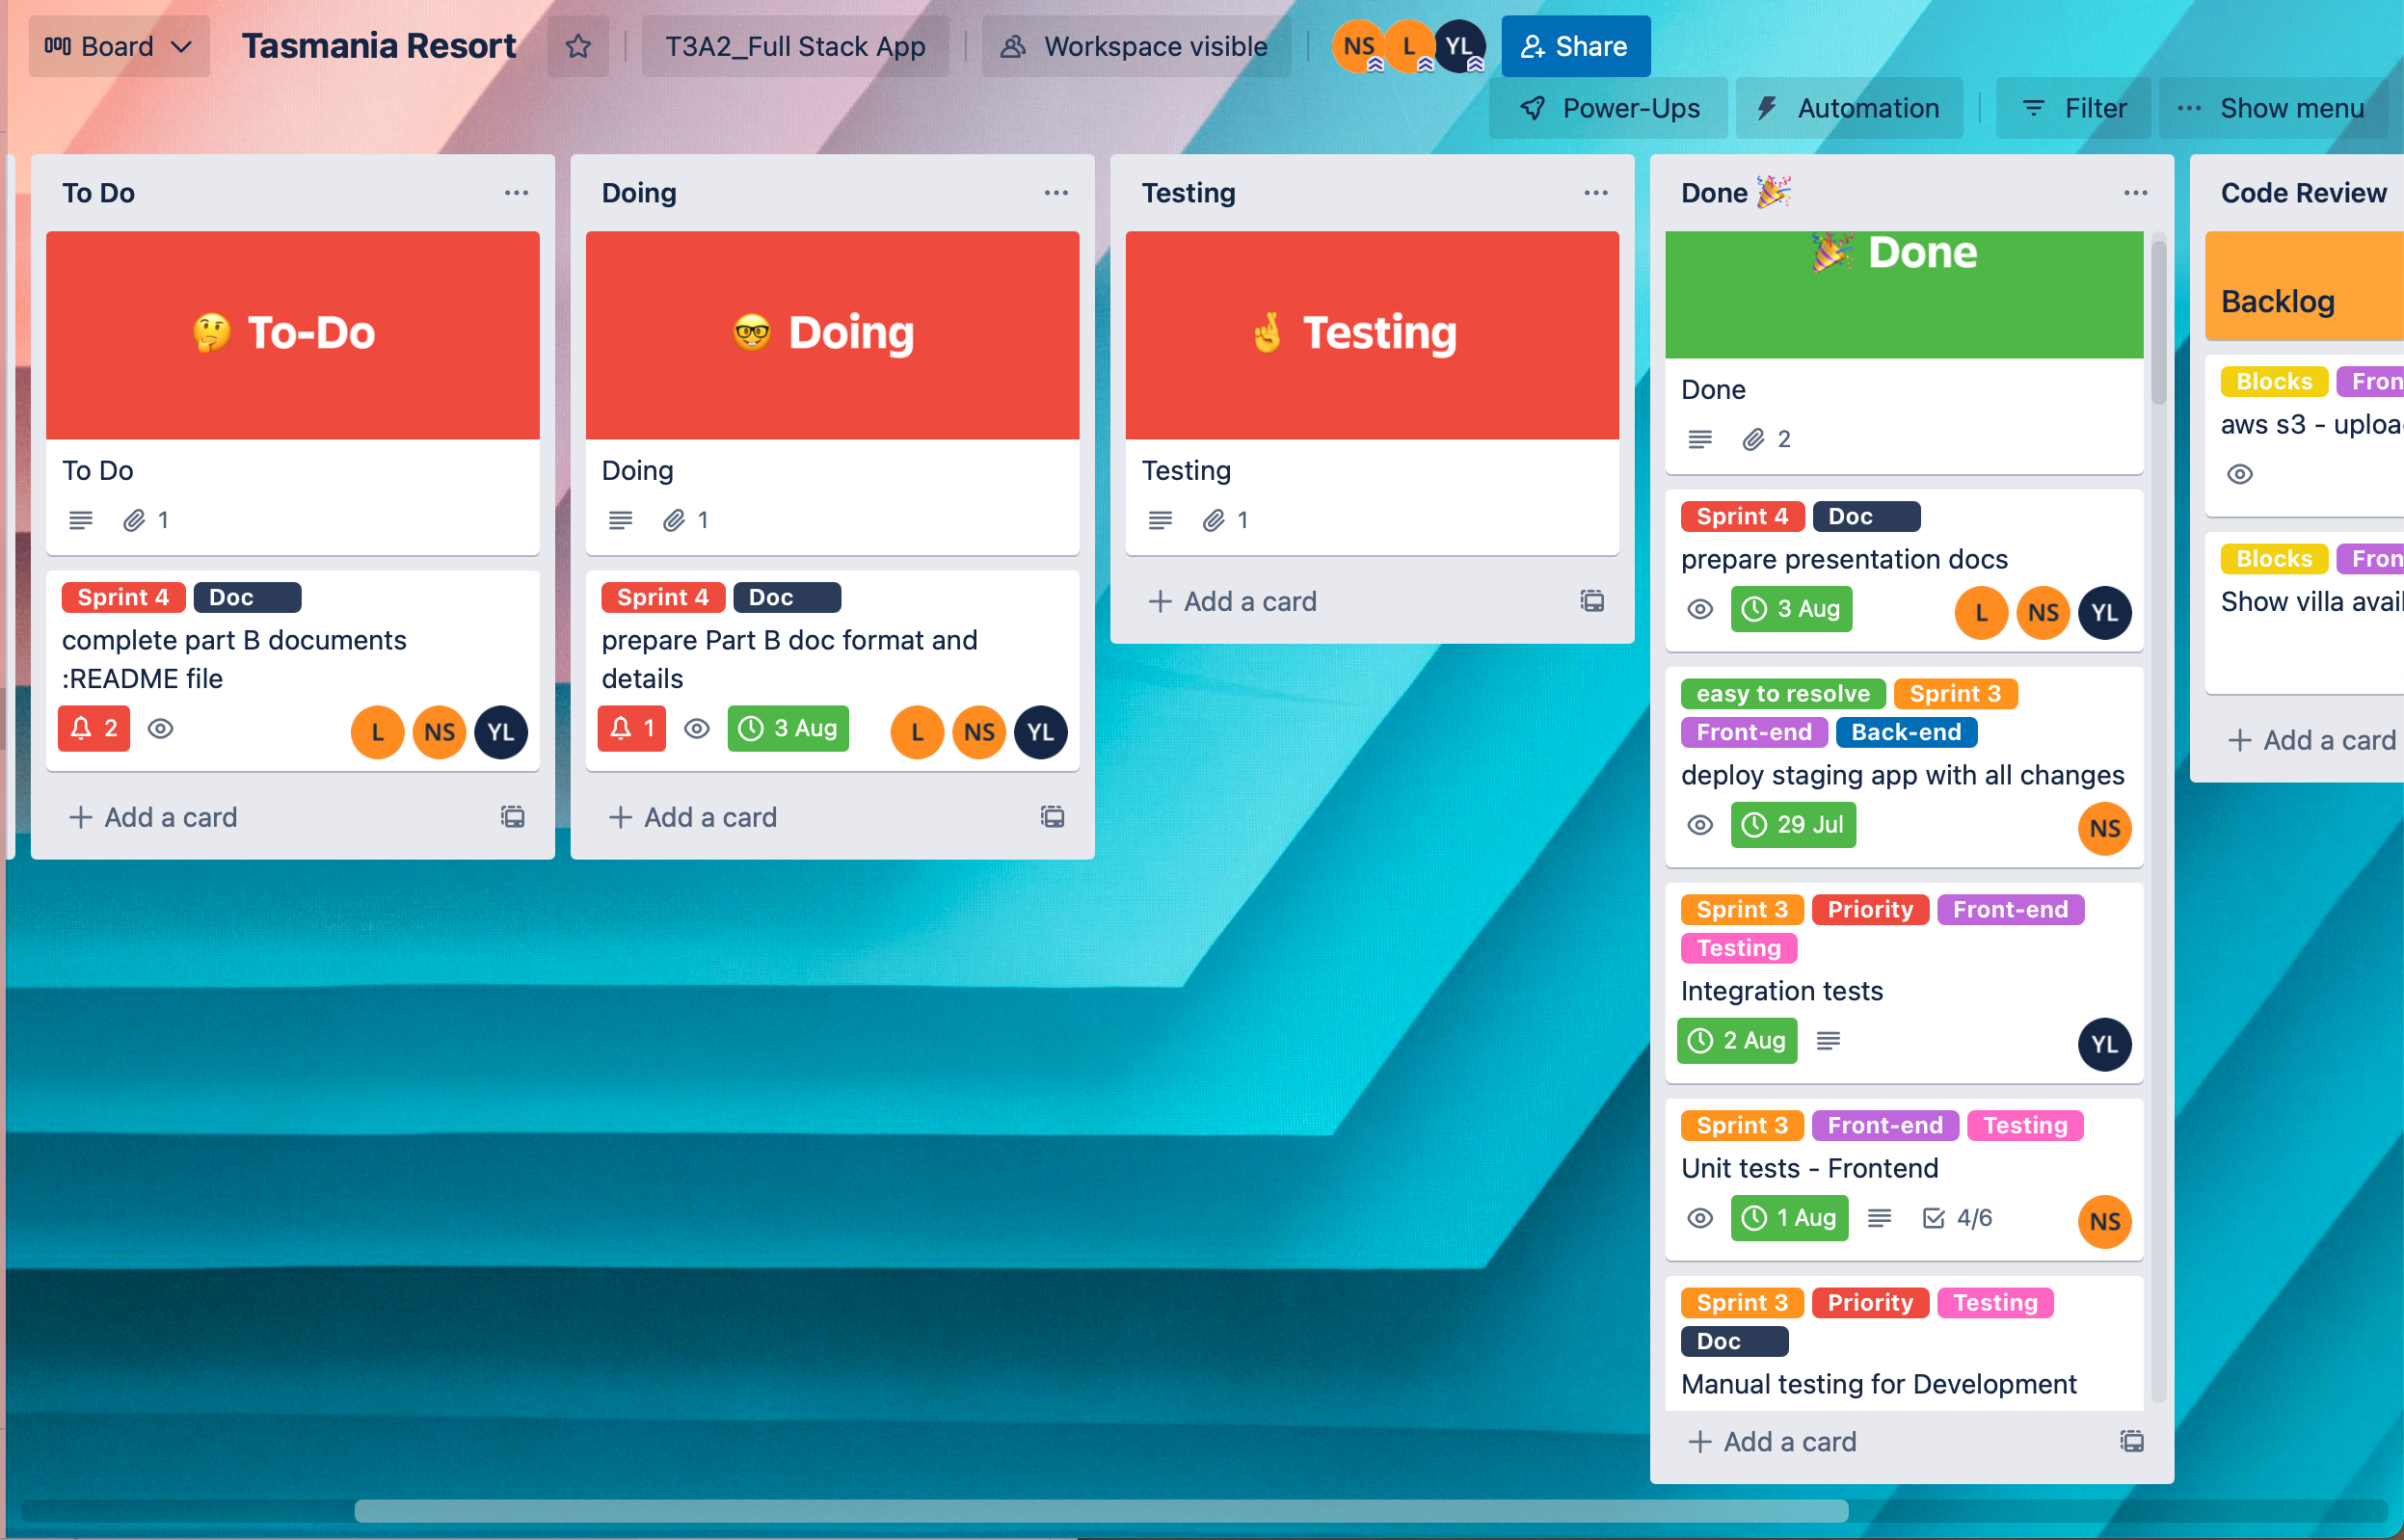 Board
Tasmania Resort
T3A2_Full Stack App
Workspace visible
NS
L
YL
Share
Power-Ups
Automation
Filter
Show menu
To Do
🤔 To-Do
To Do
1
Sprint 4 Doc
complete part B documents
:README file
2
L NS YL
Add a card
Doing
🤓 Doing
Doing
1
Sprint 4 Doc
prepare Part B doc format and
details
1 3 Aug
L NS YL
Add a card
Testing
🤞 Testing
Testing
1
Add a card
Done 🎉
🎉 Done
Done
2
Sprint 4 Doc
prepare presentation docs
3 Aug
L NS YL
easy to resolve Sprint 3
Front-end Back-end
deploy staging app with all changes
29 Jul
NS
Sprint 3 Priority Front-end
Testing
Integration tests
2 Aug
YL
Sprint 3 Front-end Testing
Unit tests - Frontend
1 Aug 4/6
NS
Sprint 3 Priority Testing
Doc
Manual testing for Development
Add a card
Code Review
Backlog
Blocks Fron
aws s3 - uploa
Blocks Fron
Show villa avail
Add a card